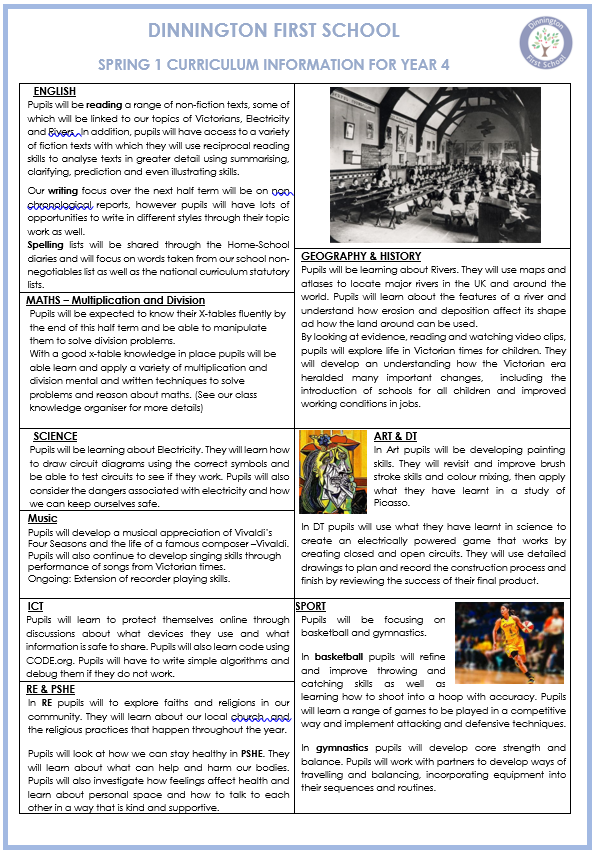 DINNINGTON FIRST SCHOOL
Dinnington
First School
SPRING 1 CURRICULUM INFORMATION FOR YEAR 4
ENGLISH
Pupils will be reading a range of non-fiction texts, some of
which will be linked to our topics of Victorians, Electricity
and Rivers. In addition, pupils will have access to a variety
of fiction texts with which they will use reciprocal reading
skills to analyse texts in greater detail using summarising,
clarifying, prediction and even illustrating skills.
Our writing focus over the next half term will be on non
chronological reports, however pupils will have lots of
opportunities to write in different styles through their topic
work as well.
Spelling lists will be shared through the Home-School
diaries and will focus on words taken from our school non-
negotiables list as well as the national curriculum statutory
lists.
MATHS – Multiplication and Division
Pupils will be expected to know their X-tables fluently by
the end of this half term and be able to manipulate
them to solve division problems.
With a good x-table knowledge in place pupils will be
able learn and apply a variety of multiplication and
division mental and written techniques to solve
problems and reason about maths. (See our class
knowledge organiser for more details)
SCIENCE
Pupils will be learning about Electricity. They will learn how
to draw circuit diagrams using the correct symbols and
be able to test circuits to see if they work. Pupils will also
consider the dangers associated with electricity and how
we can keep ourselves safe.
Music
Pupils will develop a musical appreciation of Vivaldi's
Four Seasons and the life of a famous composer –Vivaldi.
Pupils will also continue to develop singing skills through
performance of songs from Victorian times.
Ongoing: Extension of recorder playing skills.
ICT
Pupils will learn to protect themselves online through
discussions about what devices they use and what
information is safe to share. Pupils will also learn code using
CODE.org. Pupils will have to write simple algorithms and
debug them if they do not work.
RE & PSHE
In RE pupils will to explore faiths and religions in our
community. They will learn about our local church and
the religious practices that happen throughout the year.
Pupils will look at how we can stay healthy in PSHE. They
will learn about what can help and harm our bodies.
Pupils will also investigate how feelings affect health and
learn about personal space and how to talk to each
other in a way that is kind and supportive.
GEOGRAPHY & HISTORY
Pupils will be learning about Rivers. They will use maps and
atlases to locate major rivers in the UK and around the
world. Pupils will learn about the features of a river and
understand how erosion and deposition affect its shape
ad how the land around can be used.
By looking at evidence, reading and watching video clips,
pupils will explore life in Victorian times for children. They
will develop an understanding how the Victorian era
heralded many important changes, including the
introduction of schools for all children and improved
working conditions in jobs.
ART & DT
In Art pupils will be developing painting
skills. They will revisit and improve brush
stroke skills and colour mixing, then apply
what they have learnt in a study of
Picasso.
In DT pupils will use what they have learnt in science to
create an electrically powered game that works by
creating closed and open circuits. They will use detailed
drawings to plan and record the construction process and
finish by reviewing the success of their final product.
SPORT
Pupils will be focusing on
basketball and gymnastics.
In basketball pupils will refine
and improve throwing and
catching skills as well as
learning how to shoot into a hoop with accuracy. Pupils
will learn a range of games to be played in a competitive
way and implement attacking and defensive techniques.
In gymnastics pupils will develop core strength and
balance. Pupils will work with partners to develop ways of
travelling and balancing, incorporating equipment into
their sequences and routines.